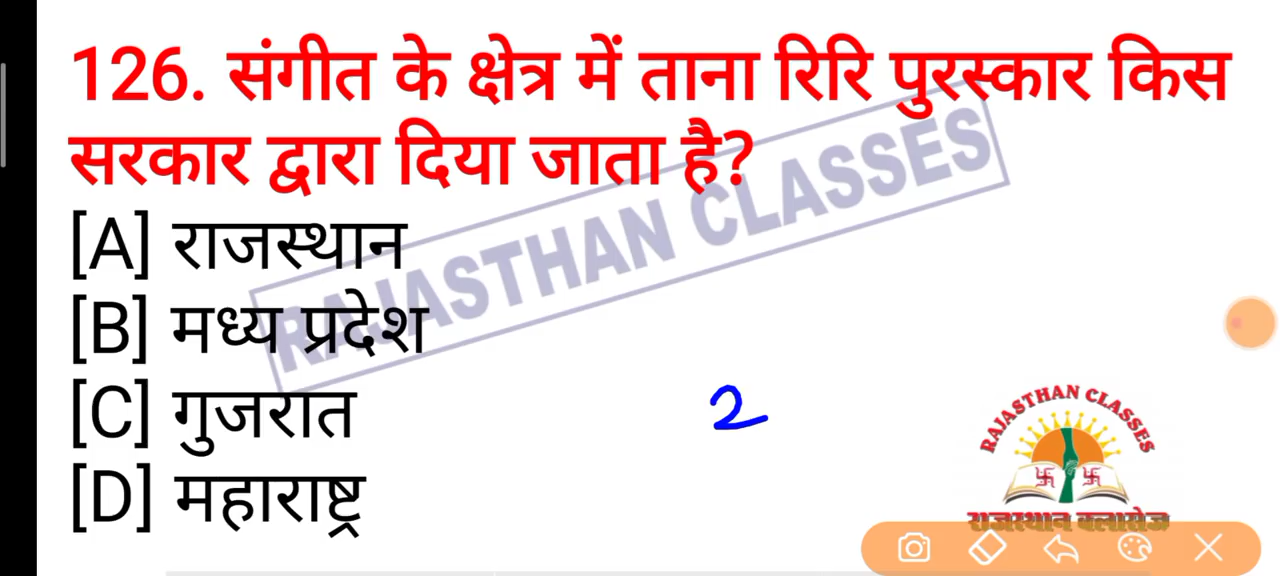 126. संगीत के क्षेत्र में ताना रिरि पुरस्कार किस
सरकार द्वारा दिया जाता है?
[A] राजस्थान
[B] मध्य प्रदेश
[C] गुजरात
[D] महाराष्ट्र
RAJASTHAN CLASSES
2
RAJASTHAN CLASSES
राजस्थान क्लासेज